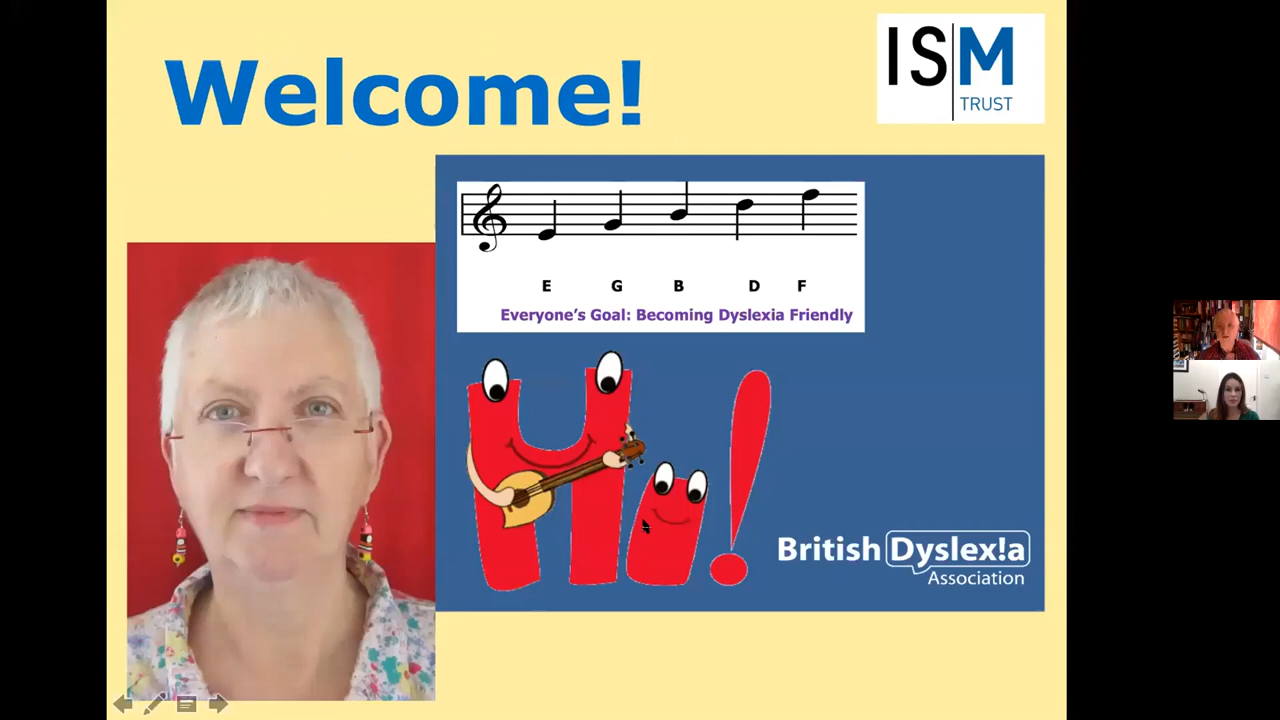 Welcome!
ISM
TRUST
E G B D F
Everyone's Goal: Becoming Dyslexia Friendly
Hi!
British Dyslex!a
Association